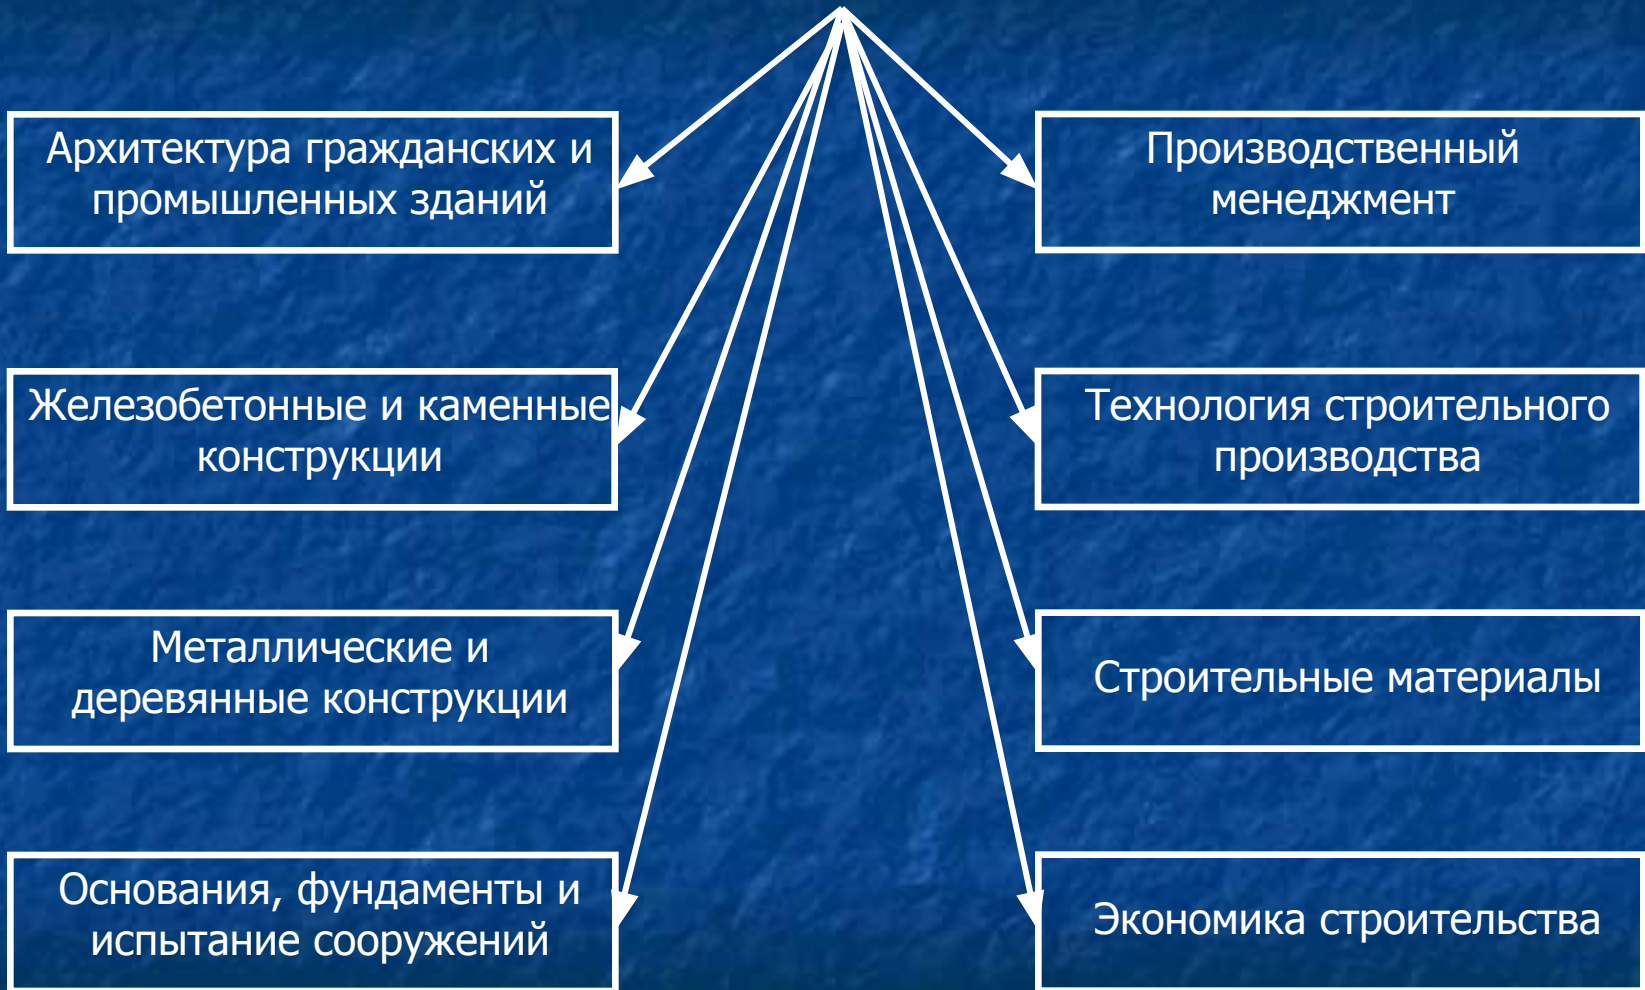 Архитектура гражданских и
промышленных зданий
Производственный
менеджмент
Железобетонные и каменные
конструкции
Технология строительного
производства
Металлические и
деревянные конструкции
Строительные материалы
Основания, фундаменты и
испытание сооружений
Экономика строительства